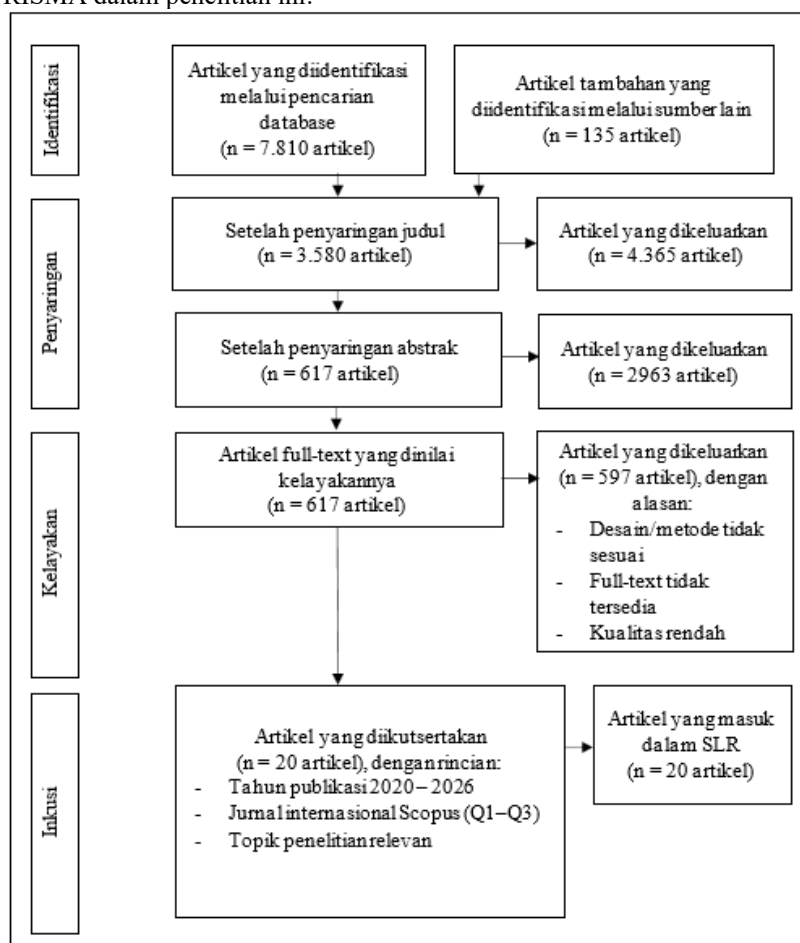 RISMA dalam penelitian ini:
Identifikasi
Artikel yang diidentifikasi
melalui pencarian
database
(n = 7.810 artikel)
Artikel tambahan yang
diidentifikasi melalui sumber lain
(n = 135 artikel)
Penyaringan
Setelah penyaringan judul
(n = 3.580 artikel)
Artikel yang dikeluarkan
(n = 4.365 artikel)
Setelah penyaringan abstrak
(n = 617 artikel)
Artikel yang dikeluarkan
(n = 2963 artikel)
Kelayakan
Artikel full-text yang dinilai
kelayakannya
(n = 617 artikel)
Artikel yang dikeluarkan
(n = 597 artikel), dengan
alasan:
- Desain/metode tidak
sesuai
- Full-text tidak
tersedia
- Kualitas rendah
Inkusi
Artikel yang diikutsertakan
(n = 20 artikel), dengan rincian:
- Tahun publikasi 2020 – 2026
- Jurnal internasional Scopus (Q1–Q3)
- Topik penelitian relevan
Artikel yang masuk
dalam SLR
(n = 20 artikel)